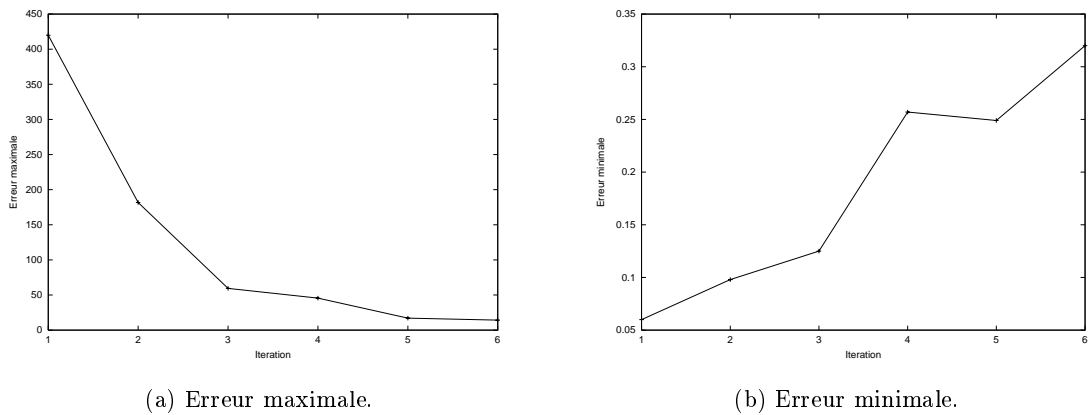 450
400
350
300
250
200
150
100
50
0
Erreur maximale
1 2 3 4 5 6
Iteration
(a) Erreur maximale.
0.35
0.3
0.25
0.2
0.15
0.1
0.05
Erreur minimale
1 2 3 4 5 6
Iteration
(b) Erreur minimale.